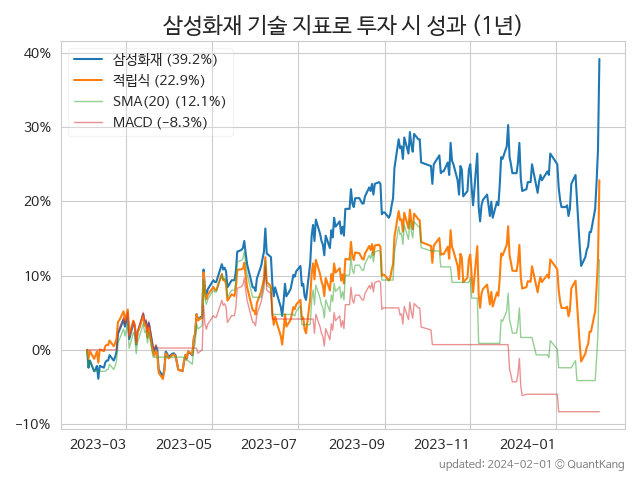 삼성화재 기술 지표로 투자 시 성과 (1년)
40%
30%
20%
10%
0%
−10%
삼성화재 (39.2%)
적립식 (22.9%)
SMA(20) (12.1%)
MACD (−8.3%)
2023-03 2023-05 2023-07 2023-09 2023-11 2024-01
updated: 2024-02-01 © QuantKang